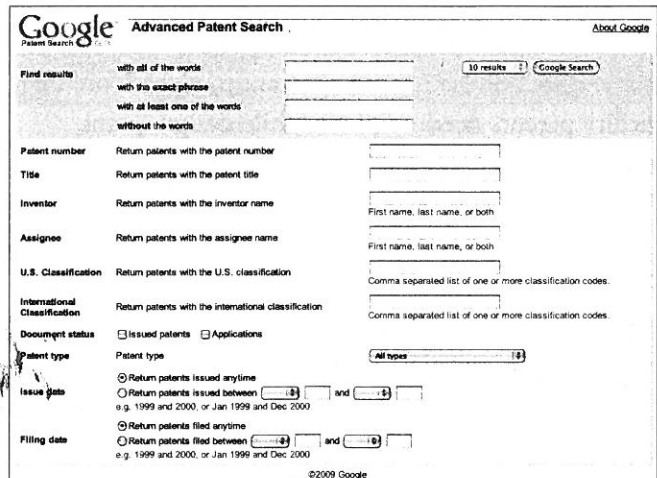 Google Advanced Patent Search About Google
Patent Search
Find results with all of the words 10 results Google Search
with the exact phrase
with at least one of the words
without the words
Patent number Return patents with the patent number
Title Return patents with the patent title
Inventor Return patents with the inventor name
First name, last name, or both
Assignee Return patents with the assignee name
First name, last name, or both
U.S. Classification Return patents with the U.S. classification
Comma separated list of one or more classification codes.
International Classification Return patents with the international classification
Comma separated list of one or more classification codes.
Document status Issued patents Applications
Patent type Patent type All types
Return patents issued anytime
Issue date Return patents issued between and
e.g. 1999 and 2000, or Jan 1999 and Dec 2000
Return patents filed anytime
Filing date Return patents filed between and
e.g. 1999 and 2000, or Jan 1999 and Dec 2000
©2009 Google